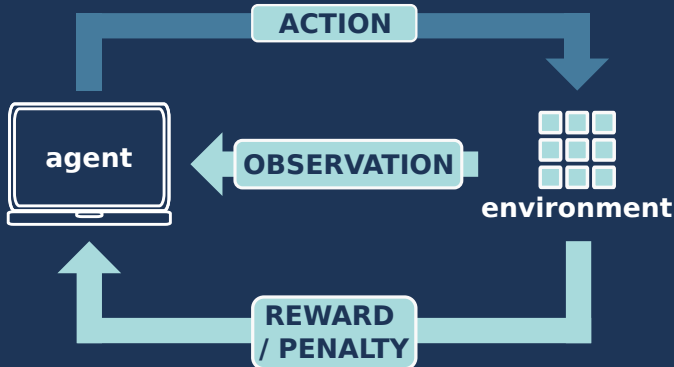 ACTION
agent
OBSERVATION
environment
REWARD
/ PENALTY